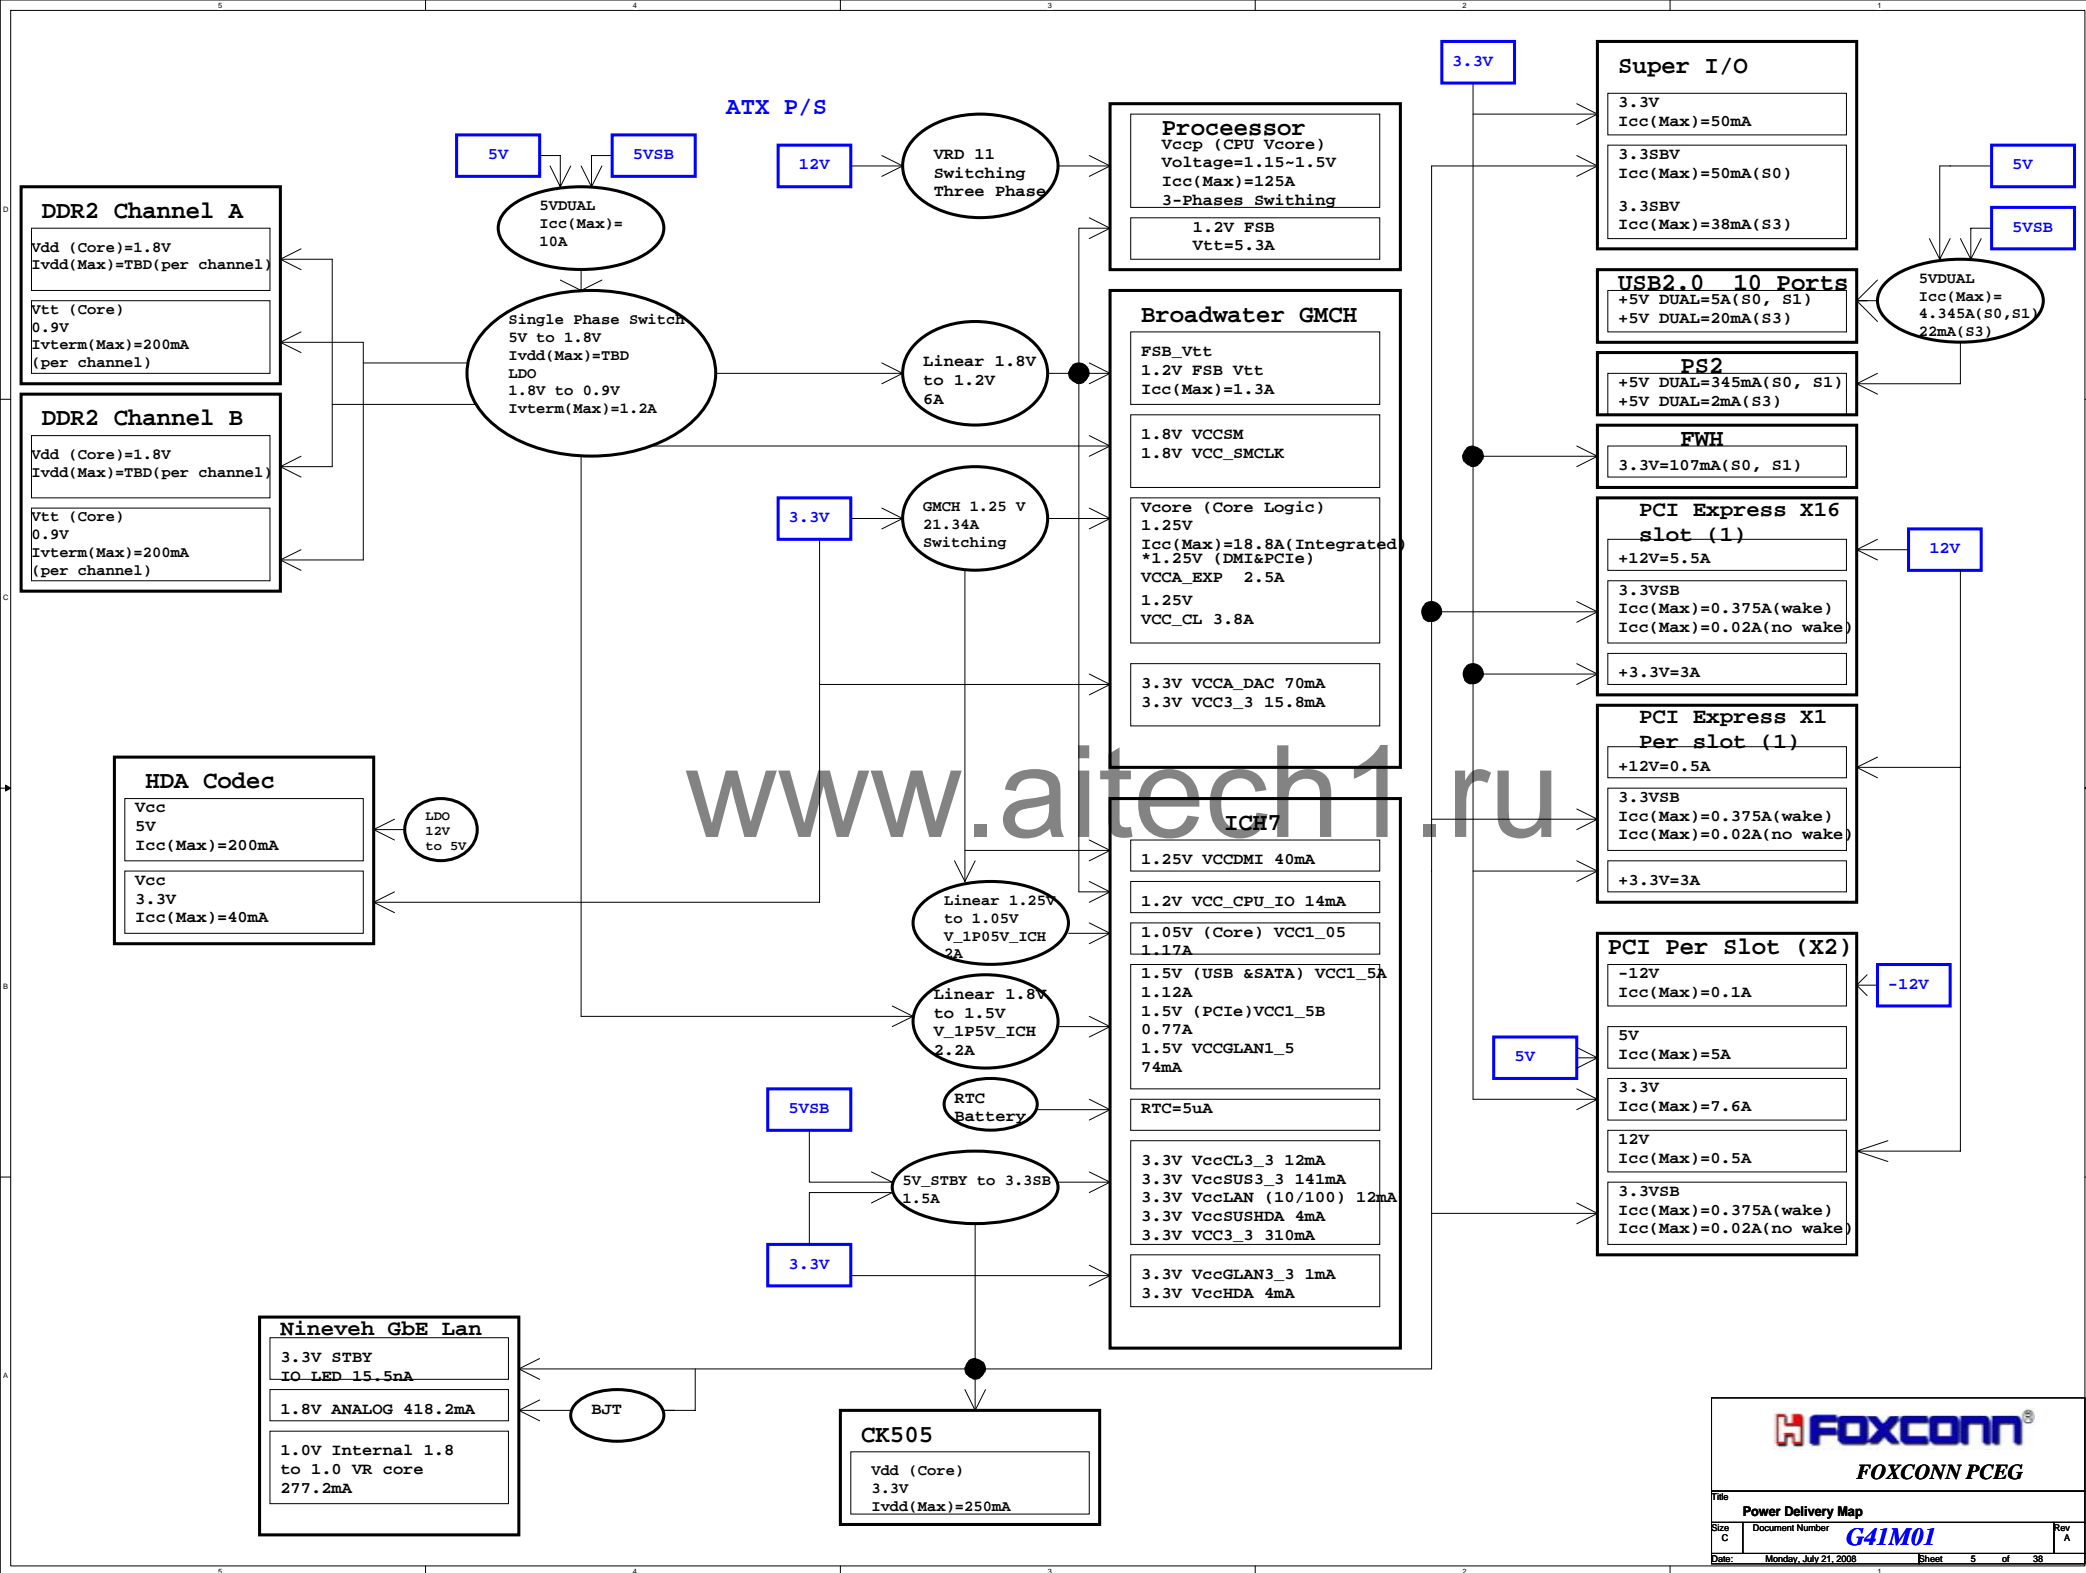 5
4
3
2
1
ATX P/S
5V
5VSB
12V
3.3V
VRD 11
Switching
Three Phase
5VDUAL
Icc(Max)=
10A
DDR2 Channel A
Vdd (Core)=1.8V
Ivdd(Max)=TBD(per channel)
Vtt (Core)
0.9V
Ivterm(Max)=200mA
(per channel)
DDR2 Channel B
Vdd (Core)=1.8V
Ivdd(Max)=TBD(per channel)
Vtt (Core)
0.9V
Ivterm(Max)=200mA
(per channel)
Single Phase Switch
5V to 1.8V
Ivdd(Max)=TBD
LDO
1.8V to 0.9V
Ivterm(Max)=1.2A
Linear 1.8V
to 1.2V
6A
3.3V
GMCH 1.25 V
21.34A
Switching
Proceessor
Vccp (CPU Vcore)
Voltage=1.15~1.5V
Icc(Max)=125A
3-Phases Swithing
1.2V FSB
Vtt=5.3A
Broadwater GMCH
FSB_Vtt
1.2V FSB Vtt
Icc(Max)=1.3A
1.8V VCCSM
1.8V VCC_SMCLK
Vcore (Core Logic)
1.25V
Icc(Max)=18.8A(Integrated)
*1.25V (DMI&PCIe)
VCCA_EXP 2.5A
1.25V
VCC_CL 3.8A
3.3V VCCA_DAC 70mA
3.3V VCC3_3 15.8mA
www.aitech1.ru
HDA Codec
Vcc
5V
Icc(Max)=200mA
Vcc
3.3V
Icc(Max)=40mA
LDO
12V
to 5V
ICH7
1.25V VCCDMI 40mA
1.2V VCC_CPU_IO 14mA
1.05V (Core) VCC1_05
1.17A
1.5V (USB &SATA) VCC1_5A
1.12A
1.5V (PCIe)VCC1_5B
0.77A
1.5V VCCGLAN1_5
74mA
RTC=5uA
3.3V VccCL3_3 12mA
3.3V VccSUS3_3 141mA
3.3V VccLAN (10/100) 12mA
3.3V VccSUSHDA 4mA
3.3V VCC3_3 310mA
3.3V VccGLAN3_3 1mA
3.3V VccHDA 4mA
Linear 1.25V
to 1.05V
V_1P05V_ICH
2A
Linear 1.8V
to 1.5V
V_1P5V_ICH
2.2A
RTC
Battery
5VSB
5V_STBY to 3.3SB
1.5A
3.3V
Nineveh GbE Lan
3.3V STBY
IO LED 15.5nA
1.8V ANALOG 418.2mA
1.0V Internal 1.8
to 1.0 VR core
277.2mA
BJT
CK505
Vdd (Core)
3.3V
Ivdd(Max)=250mA
Super I/O
3.3V
Icc(Max)=50mA
3.3SBV
Icc(Max)=50mA(S0)
3.3SBV
Icc(Max)=38mA(S3)
5V
5VSB
5VDUAL
Icc(Max)=
4.345A(S0,S1)
22mA(S3)
USB2.0 10 Ports
+5V DUAL=5A(S0, S1)
+5V DUAL=20mA(S3)
PS2
+5V DUAL=345mA(S0, S1)
+5V DUAL=2mA(S3)
FWH
3.3V=107mA(S0, S1)
PCI Express X16
slot (1)
+12V=5.5A
3.3VSB
Icc(Max)=0.375A(wake)
Icc(Max)=0.02A(no wake)
+3.3V=3A
12V
PCI Express X1
Per slot (1)
+12V=0.5A
3.3VSB
Icc(Max)=0.375A(wake)
Icc(Max)=0.02A(no wake)
+3.3V=3A
PCI Per Slot (X2)
-12V
Icc(Max)=0.1A
5V
Icc(Max)=5A
3.3V
Icc(Max)=7.6A
12V
Icc(Max)=0.5A
3.3VSB
Icc(Max)=0.375A(wake)
Icc(Max)=0.02A(no wake)
-12V
5V
D
C
B
A
FOXCONN®
FOXCONN PCEG
Title
Power Delivery Map
Size
C
Document Number
G41M01
Rev
A
Date: Monday, July 21, 2008 Sheet 5 of 38
5
4
3
2
1